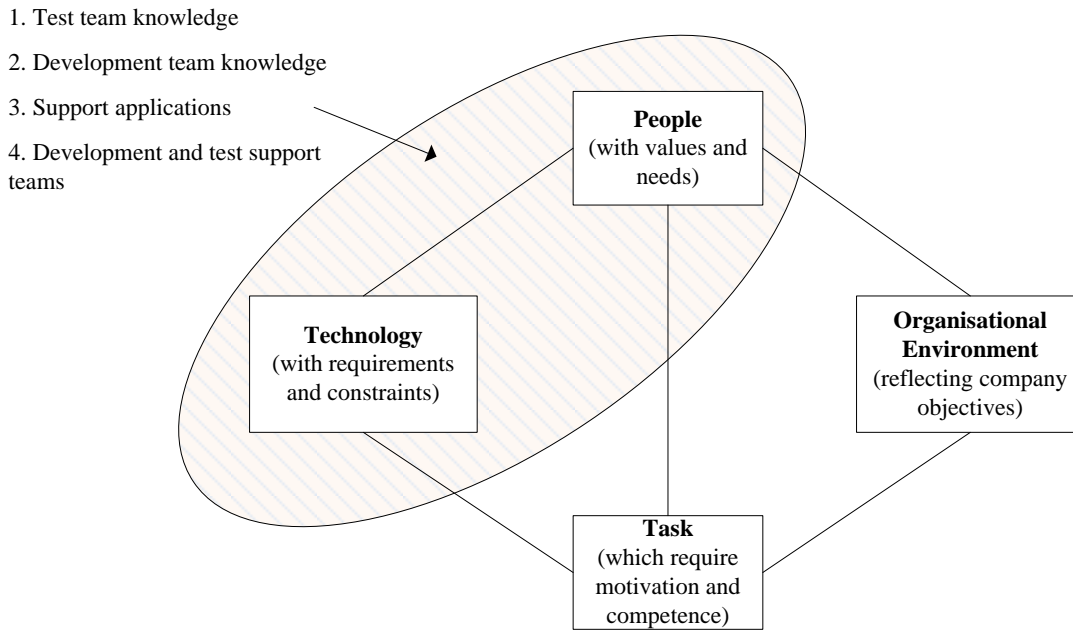 1. Test team knowledge
2. Development team knowledge
3. Support applications
4. Development and test support
teams
People
(with values and
needs)
Technology
(with requirements
and constraints)
Organisational
Environment
(reflecting company
objectives)
Task
(which require
motivation and
competence)